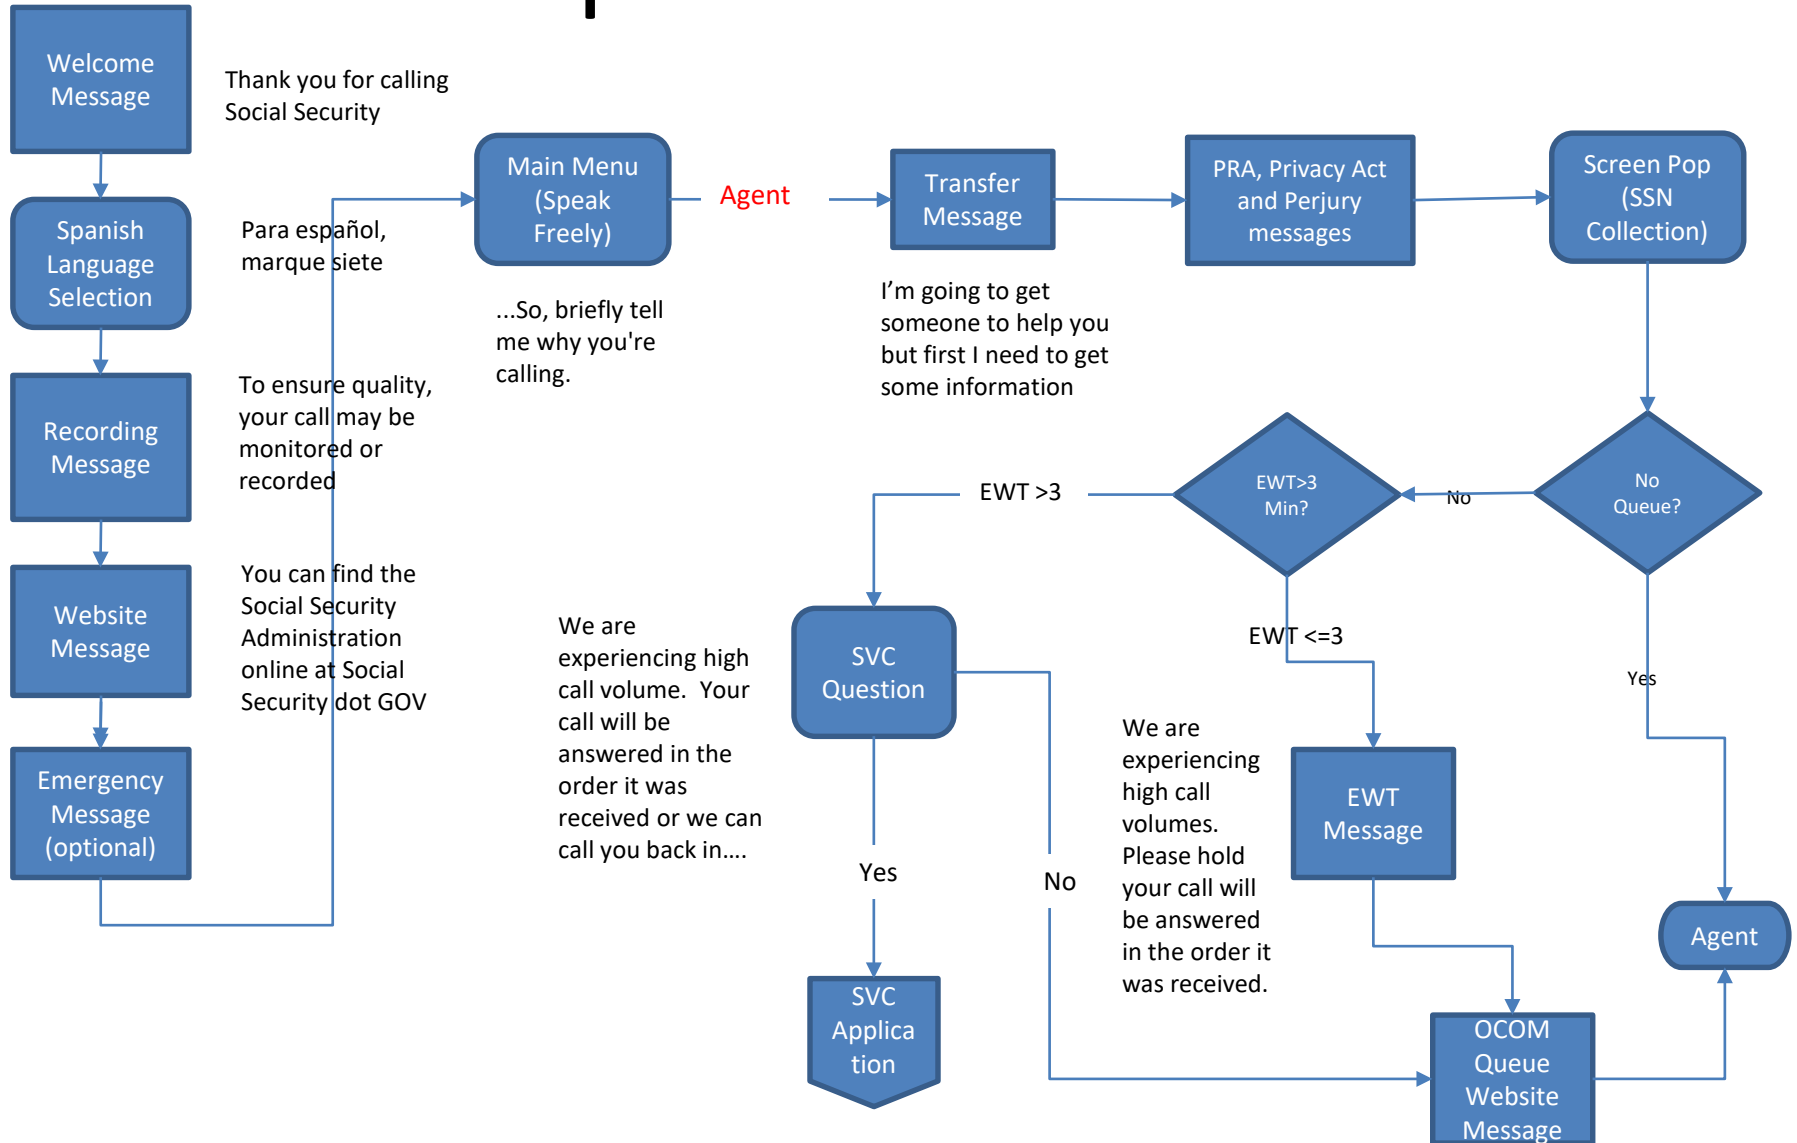 Welcome
Message
Thank you for calling
Social Security
Spanish
Language
Selection
Para español,
marque siete
Recording
Message
To ensure quality,
your call may be
monitored or
recorded
Website
Message
You can find the
Social Security
Administration
online at Social
Security dot GOV
Emergency
Message
(optional)
Main Menu
(Speak
Freely)
...So, briefly tell
me why you're
calling.
Agent
Transfer
Message
I'm going to get
someone to help you
but first I need to get
some information
PRA, Privacy Act
and Perjury
messages
Screen Pop
(SSN
Collection)
No
Queue?
No
Yes
EWT>3
Min?
EWT >3
EWT <=3
SVC
Question
We are
experiencing high
call volume.  Your
call will be
answered in the
order it was
received or we can
call you back in....
Yes
No
SVC
Applica
tion
We are
experiencing
high call
volumes.
Please hold
your call will
be answered
in the order it
was received.
EWT
Message
OCOM
Queue
Website
Message
Agent